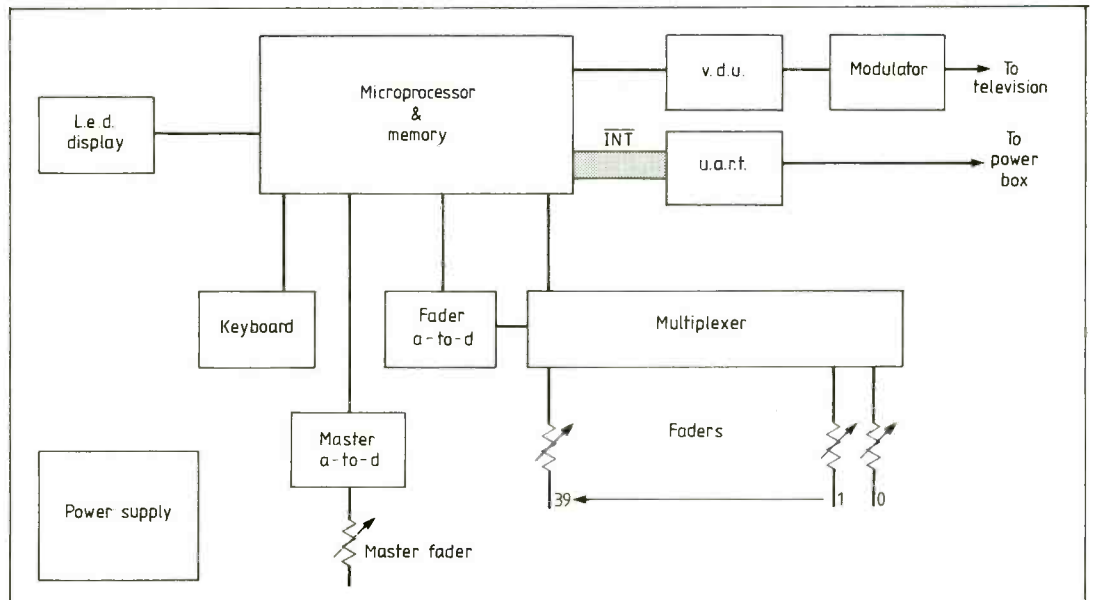 Microprocessor
&
memory
v.d.u.
Modulator
To
television
L.e.d.
display
INT
u.a.r.t.
To
power
box
Keyboard
Fader
a-to-d
Multiplexer
Master
a-to-d
Faders
39
1
0
Power supply
Master fader